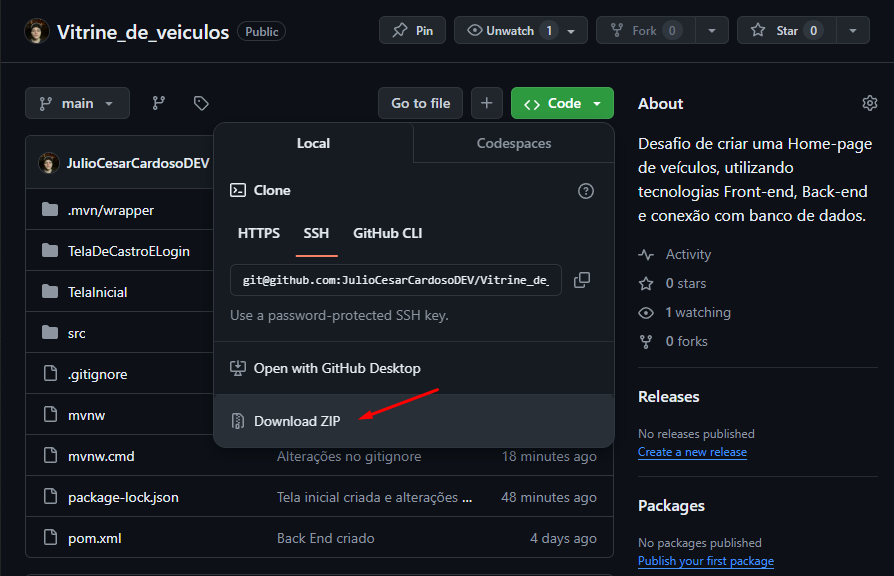 Vitrine_de_veiculos Public
Pin
Unwatch 1
Fork 0
Star 0
main
Go to file
Code
Local
Codespaces
JulioCesarCardosoDEV
Clone
HTTPS
SSH
GitHub CLI
git@github.com:JulioCesarCardosoDEV/Vitrine_de_
Use a password-protected SSH key.
Open with GitHub Desktop
Download ZIP
.mvn/wrapper
TelaDeCastroELogin
TelaInicial
src
.gitignore
mvnw
mvnw.cmd Alterações no gitignore 18 minutes ago
package-lock.json Tela inicial criada e alterações ... 48 minutes ago
pom.xml Back End criado 4 days ago
About
Desafio de criar uma Home-page
de veículos, utilizando
tecnologias Front-end, Back-end
e conexão com banco de dados.
Activity
0 stars
1 watching
0 forks
Releases
No releases published
Create a new release
Packages
No packages published
Publish your first package